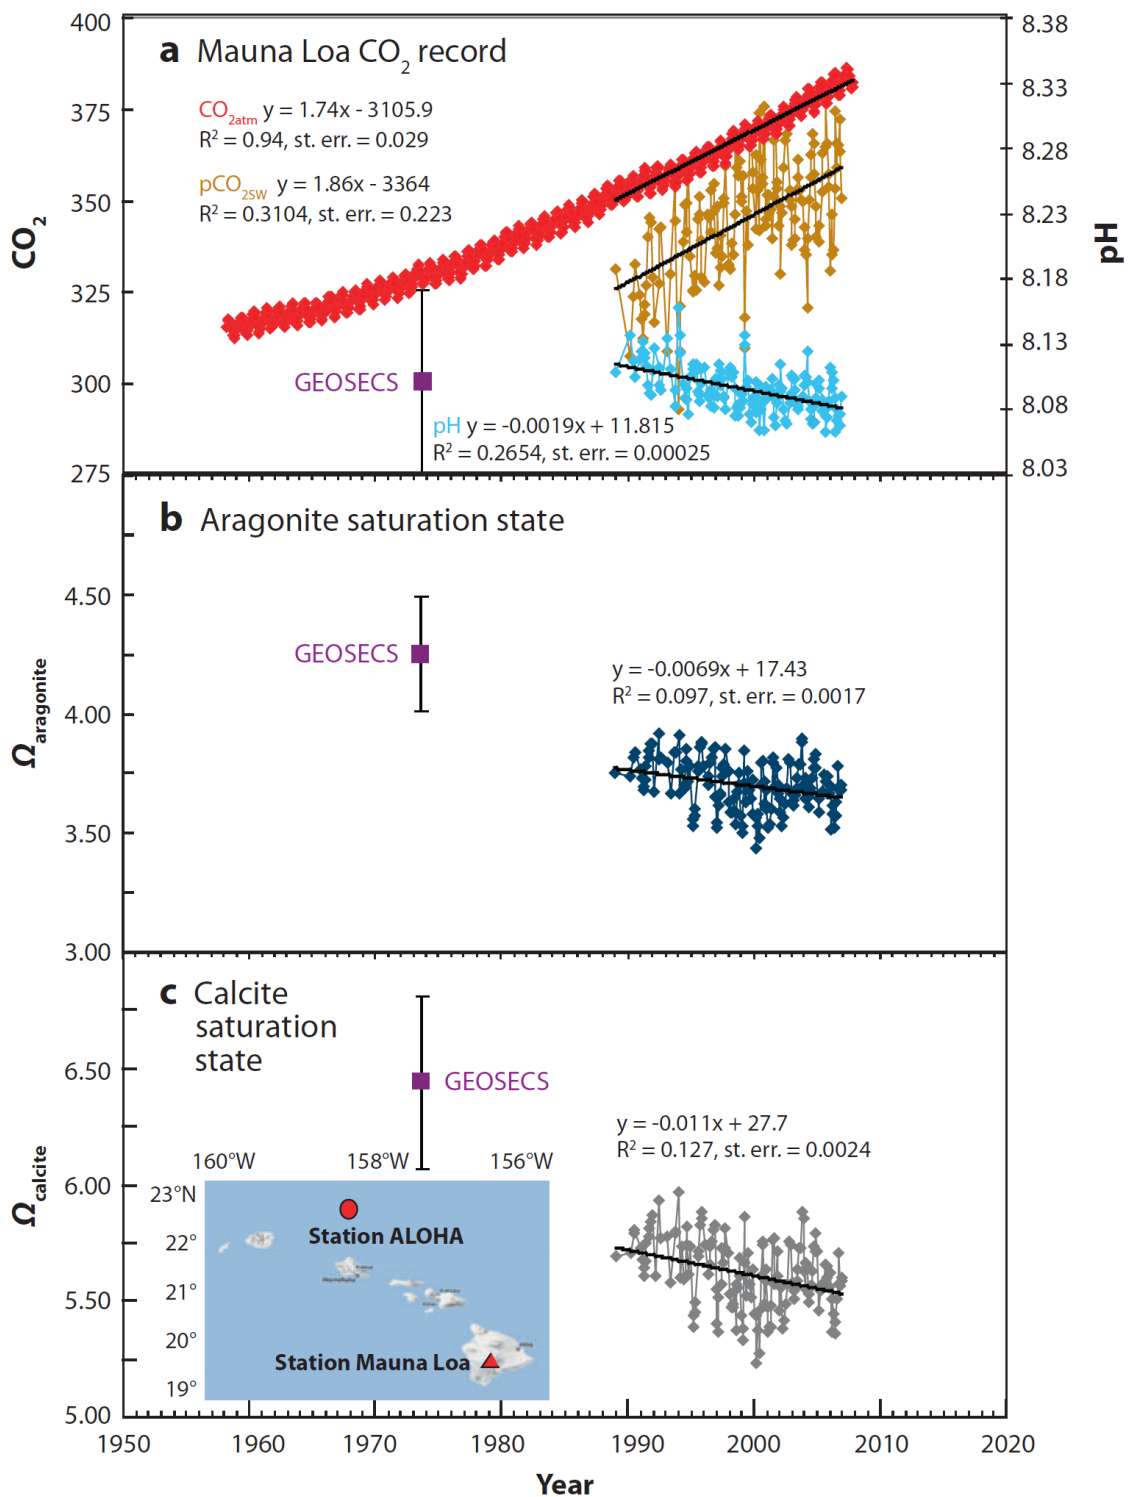 a Mauna Loa CO2 record
CO2atm y = 1.74x - 3105.9
R² = 0.94, st. err. = 0.029
pCO2SW y = 1.86x - 3364
R² = 0.3104, st. err. = 0.223
GEOSECS
pH y = -0.0019x + 11.815
R² = 0.2654, st. err. = 0.00025
CO2
400
375
350
325
300
275
pH
8.38
8.33
8.28
8.23
8.18
8.13
8.08
8.03
b Aragonite saturation state
GEOSECS
y = -0.0069x + 17.43
R² = 0.097, st. err. = 0.0017
Ωaragonite
4.50
4.00
3.50
3.00
c Calcite
saturation
state
GEOSECS
y = -0.011x + 27.7
R² = 0.127, st. err. = 0.0024
Ωcalcite
6.50
6.00
5.50
5.00
160°W 158°W 156°W
23°N
22°
21°
20°
19°
Station ALOHA
Station Mauna Loa
1950 1960 1970 1980 1990 2000 2010 2020
Year